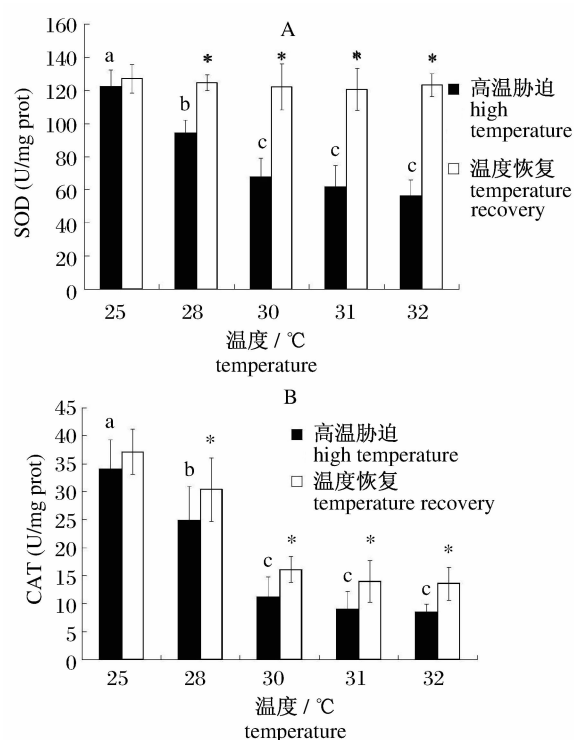 A
160
140
120
100
80
60
40
20
0
SOD (U/mg prot)
a
*
b
*
c
*
c
*
c
*
高温胁迫
high
temperature
温度恢复
temperature
recovery
25 28 30 31 32
温度 / ℃
temperature
B
45
40
35
30
25
20
15
10
5
0
CAT (U/mg prot)
a
b
*
c
*
c
*
c
*
高温胁迫
high temperature
温度恢复
temperature recovery
25 28 30 31 32
温度 / ℃
temperature